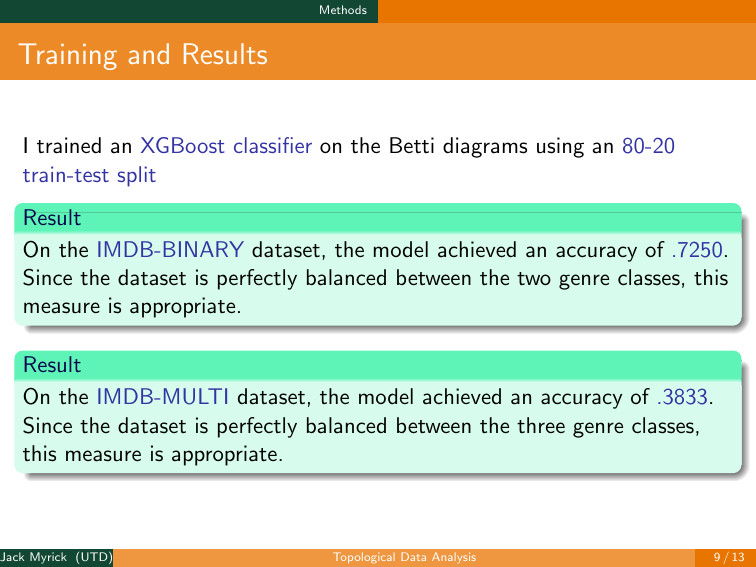 Methods
Training and Results
I trained an XGBoost classifier on the Betti diagrams using an 80-20
train-test split
Result
On the IMDB-BINARY dataset, the model achieved an accuracy of .7250.
Since the dataset is perfectly balanced between the two genre classes, this
measure is appropriate.
Result
On the IMDB-MULTI dataset, the model achieved an accuracy of .3833.
Since the dataset is perfectly balanced between the three genre classes,
this measure is appropriate.
Jack Myrick (UTD) Topological Data Analysis 9 / 13